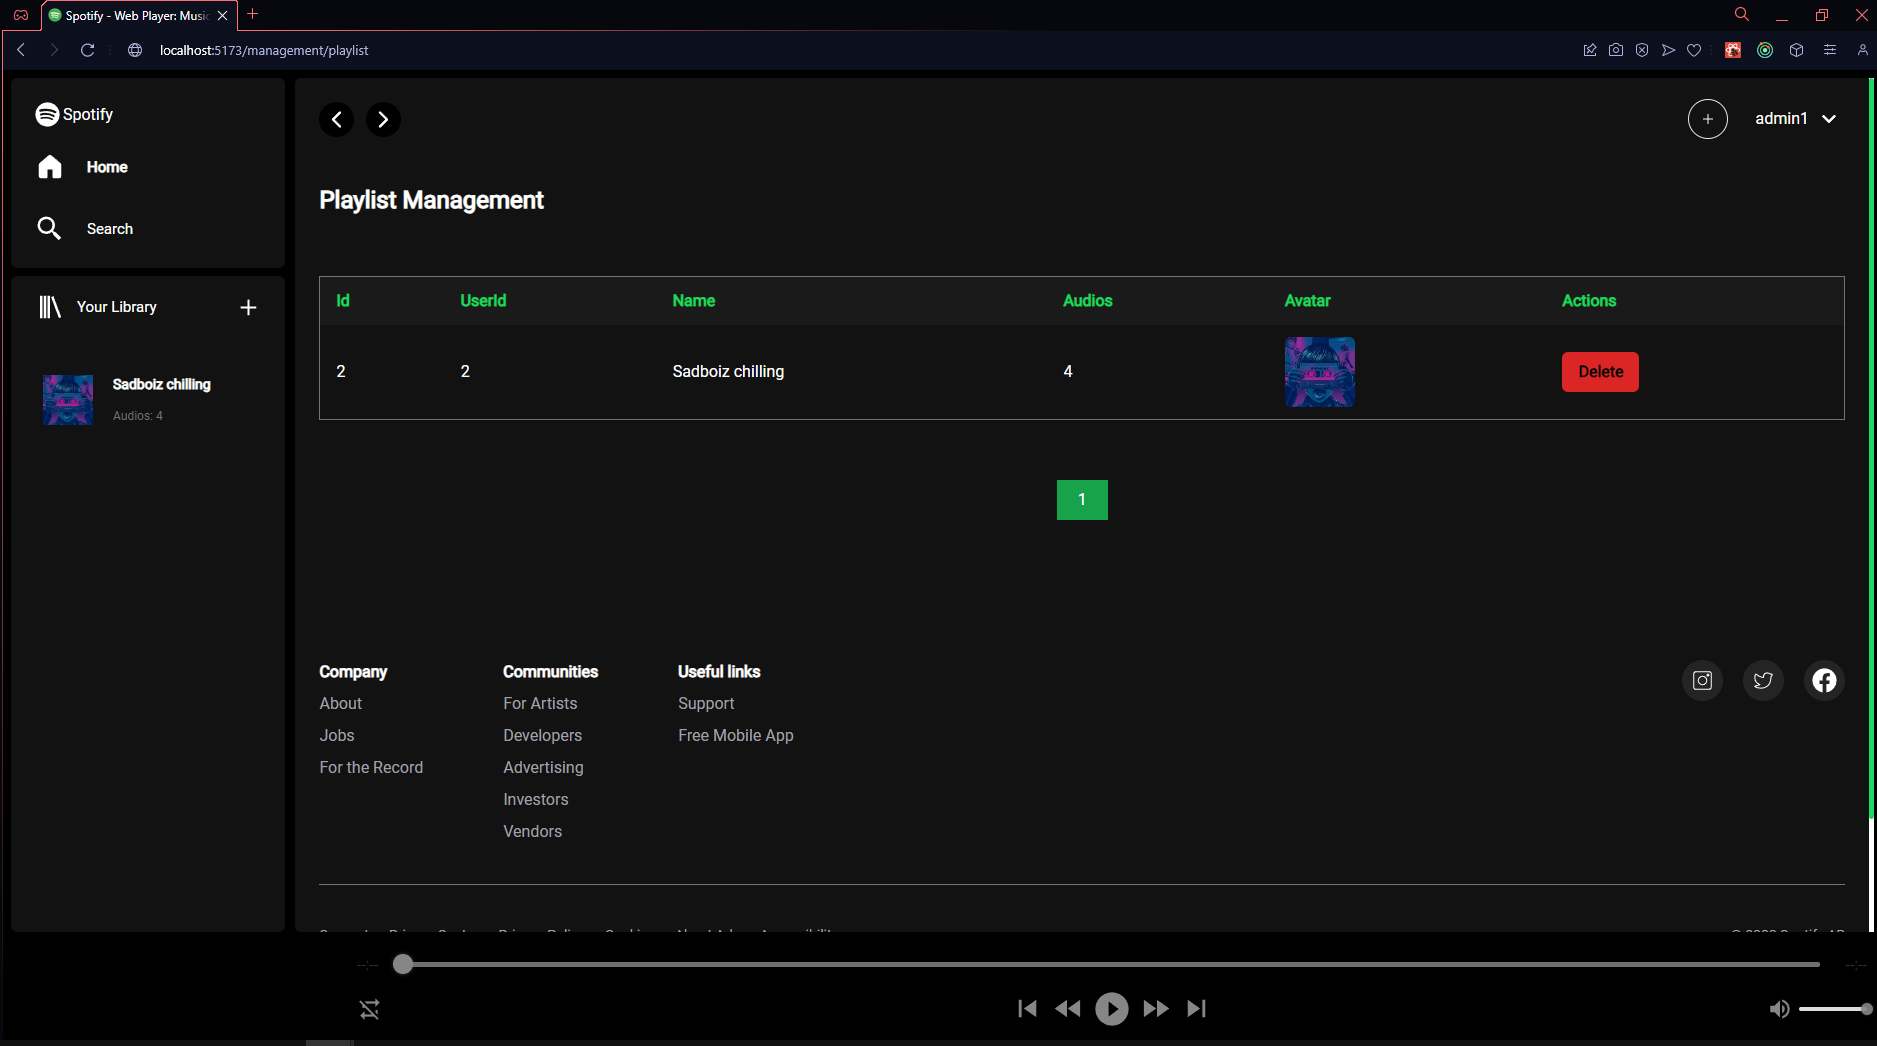 Spotify - Web Player: Music
localhost:5173/management/playlist
Spotify
Home
Search
Your Library
Sadboiz chilling
Audios: 4
admin1
Playlist Management
Id UserId Name Audios Avatar Actions
2 2 Sadboiz chilling 4 Delete
1
Company Communities Useful links
About For Artists Support
Jobs Developers Free Mobile App
For the Record Advertising
Investors
Vendors